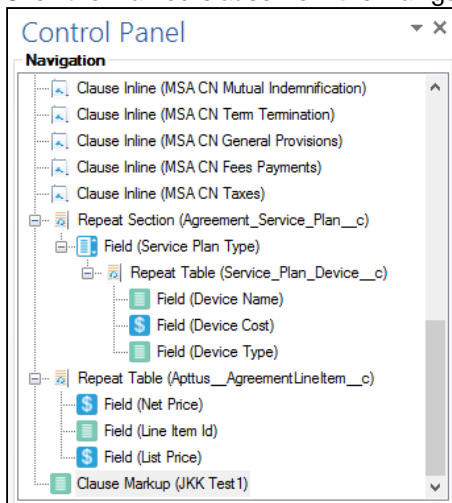 Control Panel
Navigation
Clause Inline (MSA CN Mutual Indemnification)
Clause Inline (MSA CN Term Termination)
Clause Inline (MSA CN General Provisions)
Clause Inline (MSA CN Fees Payments)
Clause Inline (MSA CN Taxes)
Repeat Section (Agreement_Service_Plan__c)
Field (Service Plan Type)
Repeat Table (Service_Plan_Device__c)
Field (Device Name)
$ Field (Device Cost)
Field (Device Type)
Repeat Table (Apttus__AgreementLineItem__c)
$ Field (Net Price)
Field (Line Item Id)
$ Field (List Price)
Clause Markup (JKK Test1)